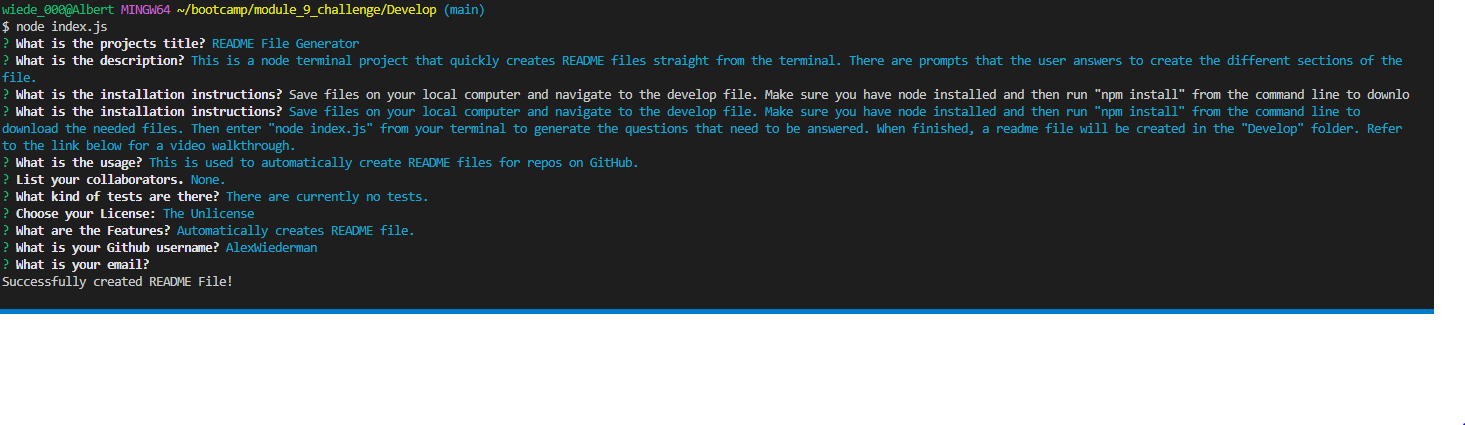 wiede_000@Albert MINGW64 ~/bootcamp/module_9_challenge/Develop (main)
$ node index.js
? What is the projects title? README File Generator
? What is the description? This is a node terminal project that quickly creates README files straight from the terminal. There are prompts that the user answers to create the different sections of the
file.
? What is the installation instructions? Save files on your local computer and navigate to the develop file. Make sure you have node installed and then run "npm install" from the command line to downlo
? What is the installation instructions? Save files on your local computer and navigate to the develop file. Make sure you have node installed and then run "npm install" from the command line to
download the needed files. Then enter "node index.js" from your terminal to generate the questions that need to be answered. When finished, a readme file will be created in the "Develop" folder. Refer
to the link below for a video walkthrough.
? What is the usage? This is used to automatically create README files for repos on GitHub.
? List your collaborators. None.
? What kind of tests are there? There are currently no tests.
? Choose your License: The Unlicense
? What are the Features? Automatically creates README file.
? What is your Github username? AlexWiederman
? What is your email?
Successfully created README File!